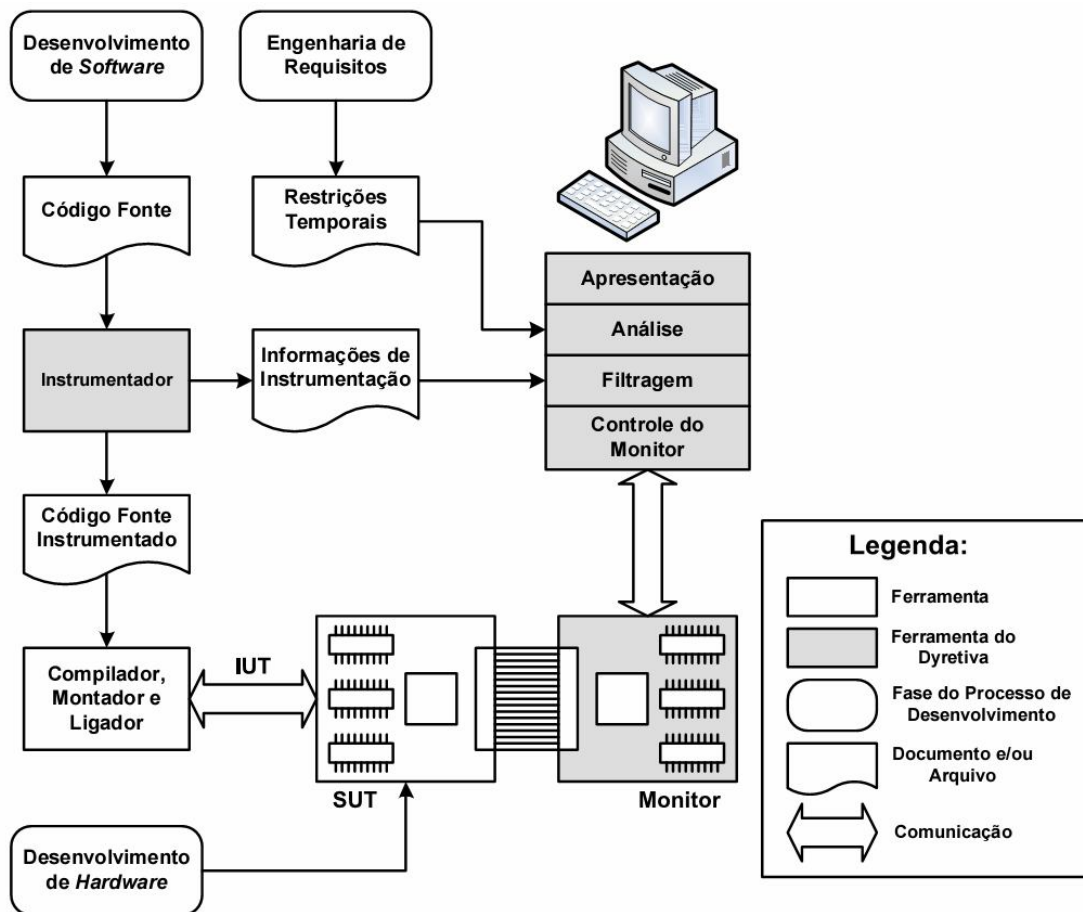 Desenvolvimento
de Software
Engenharia de
Requisitos
Código Fonte
Restrições
Temporais
Apresentação
Análise
Filtragem
Controle do
Monitor
Instrumentador
Informações de
Instrumentação
Código Fonte
Instrumentado
Compilador,
Montador e
Ligador
IUT
SUT
Monitor
Desenvolvimento
de Hardware
Legenda:
Ferramenta
Ferramenta do
Dyretiva
Fase do Processo de
Desenvolvimento
Documento e/ou
Arquivo
Comunicação